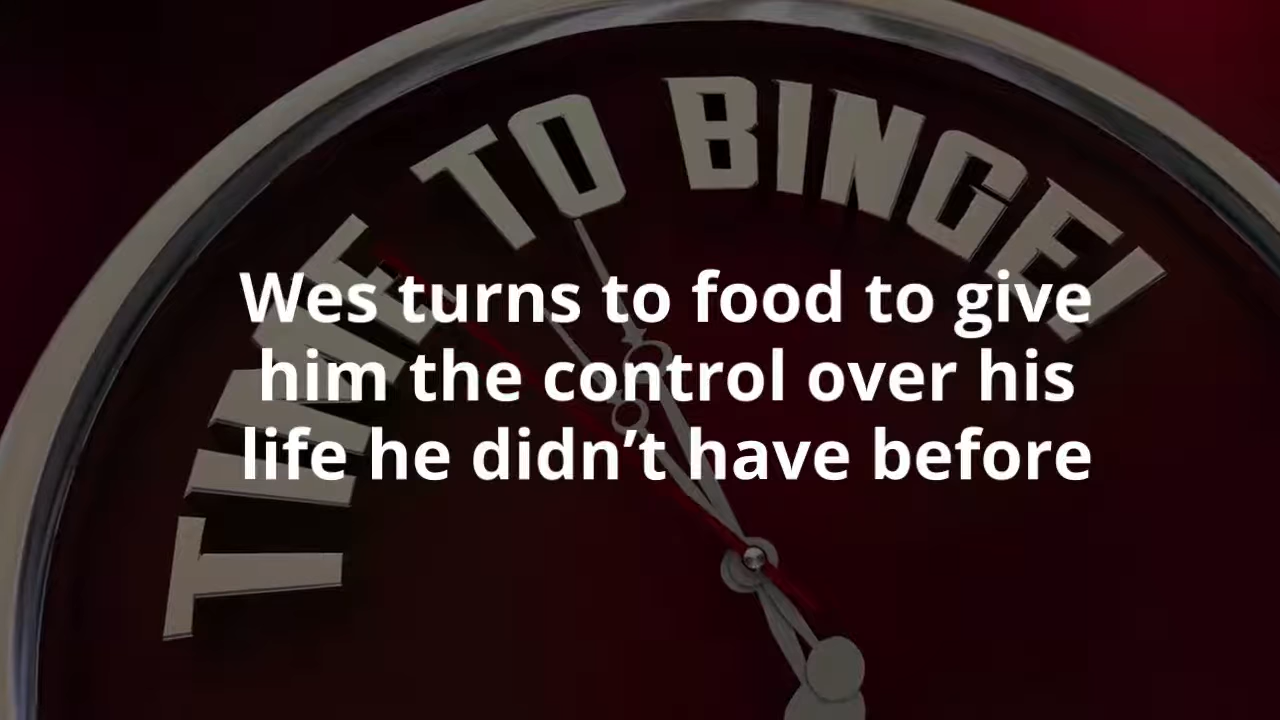 TIME TO BINGE!
Wes turns to food to give
him the control over his
life he didn’t have before